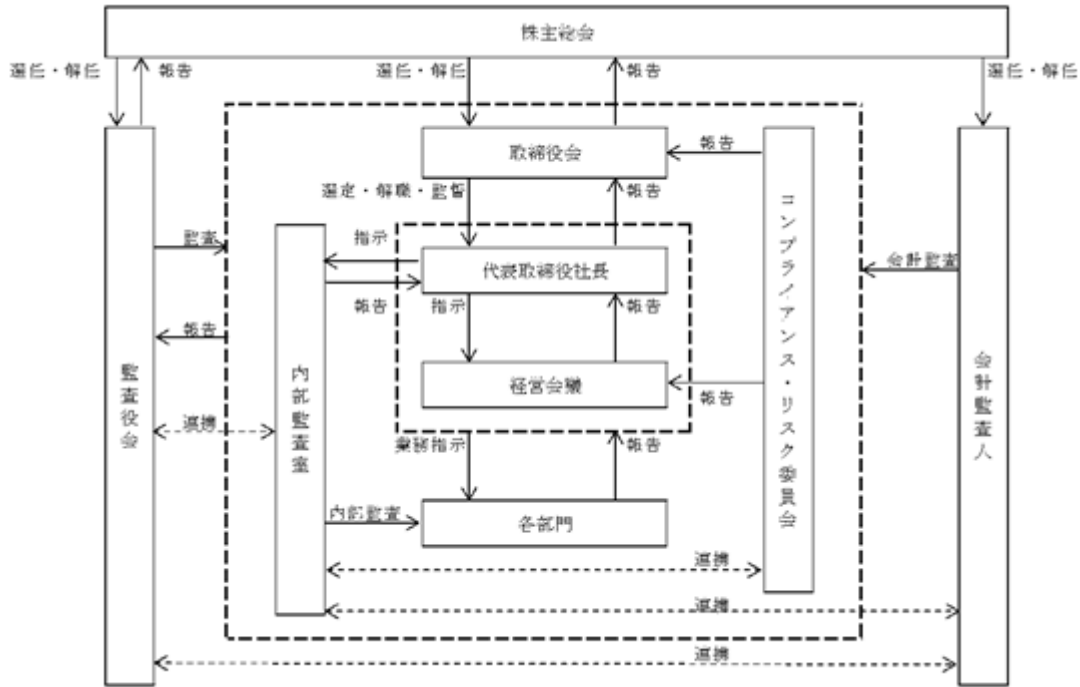 株主総会
選任・解任
報告
選任・解任
報告
選任・解任
取締役会
報告
選定・解職・監督
報告
監査
指示
代表取締役社長
会計監査
報告
指示
報告
報告
経営会議
報告
連携
業務指示
報告
監査役会
内部監査室
コンプライアンス・リスク委員会
会計監査人
内部監査
各部門
連携
連携
連携